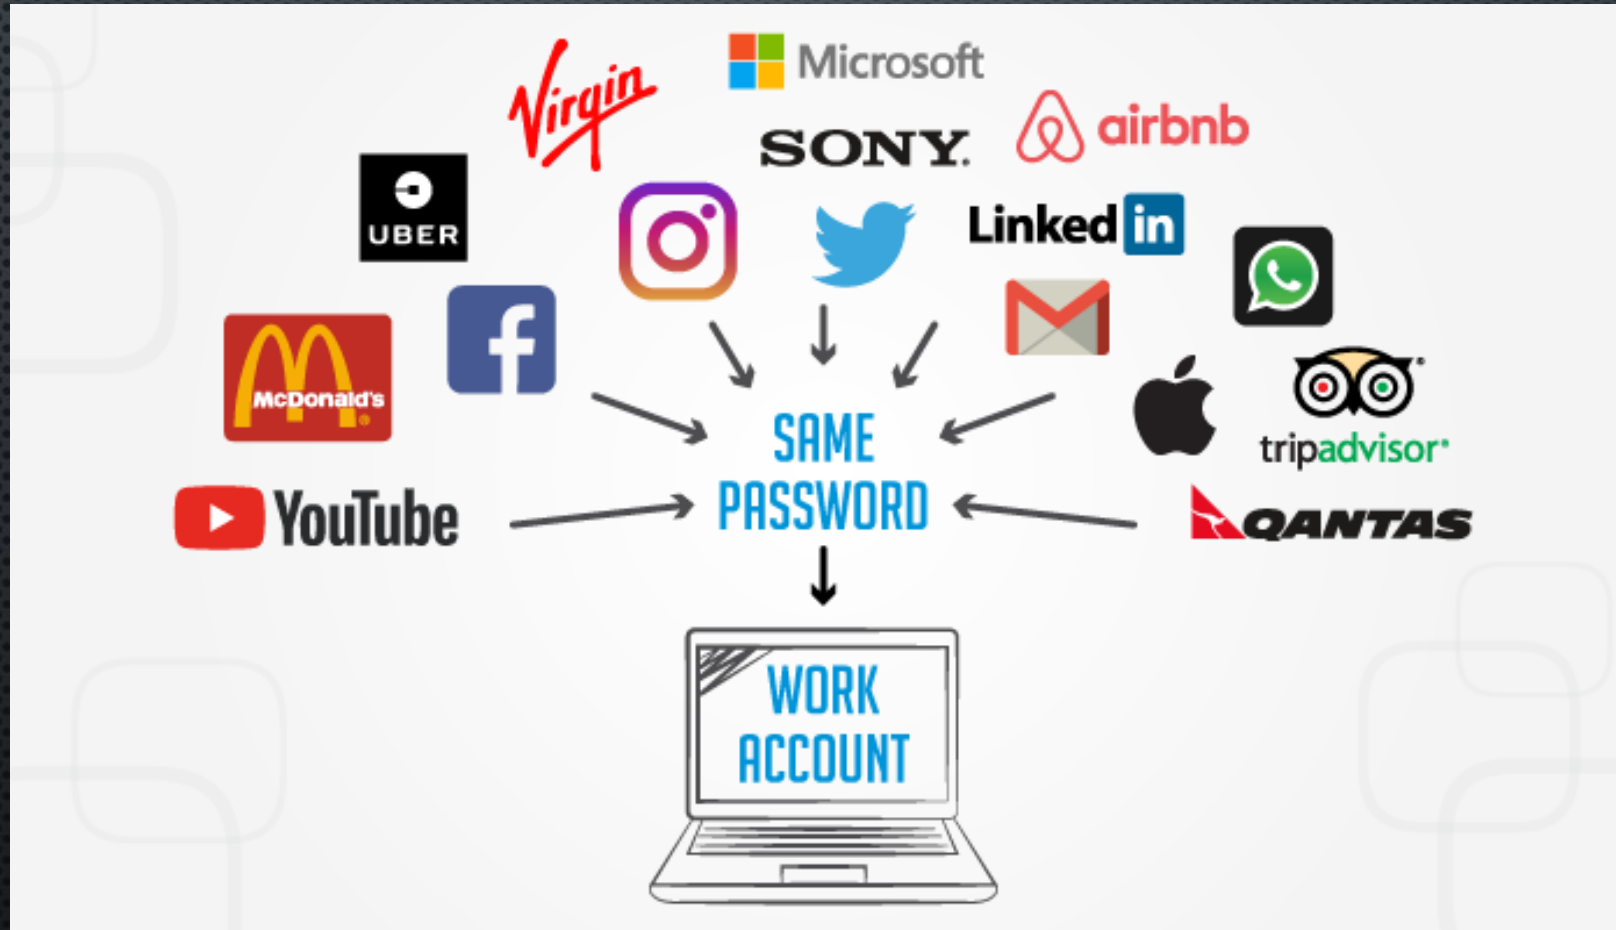 Virgin
Microsoft
SONY
airbnb
UBER
Linked in
f
McDonald's
tripadvisor
YouTube
QANTAS
SAME
PASSWORD
WORK
ACCOUNT